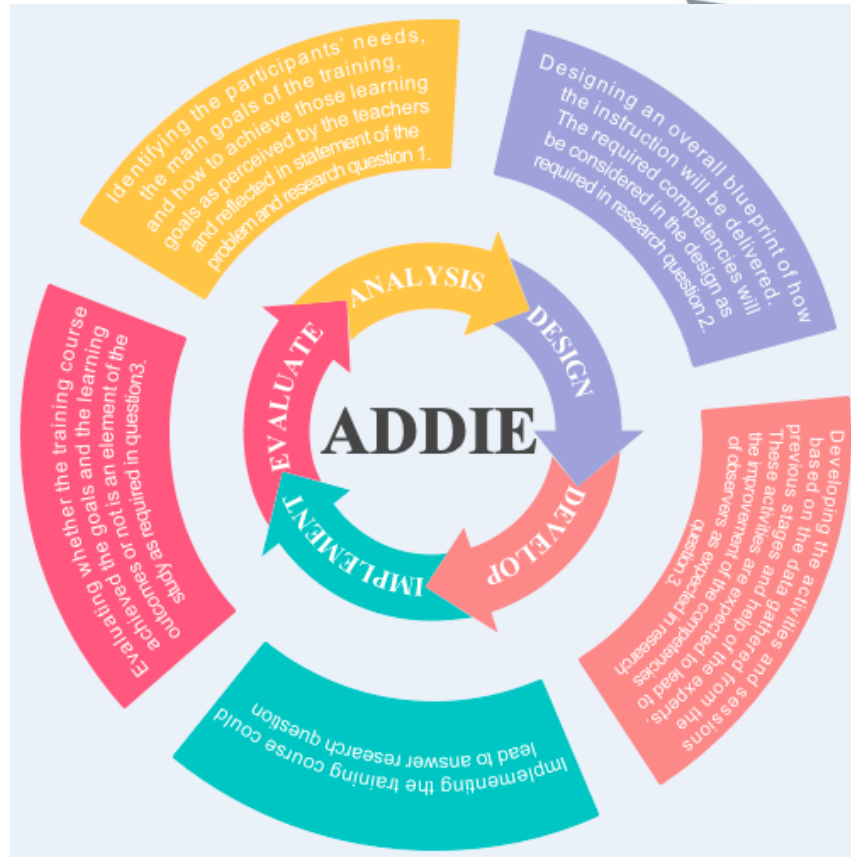 Identifying the participants' needs,
the main goals of the training,
and how to achieve those learning
goals as perceived by the teachers
and reflected in statement of the
problem and research question 1.
Designing an overall blueprint of how
the instruction will be delivered.
The required competencies will
be considered in the design as
required in research question 2.
Developing the activities and sessions
based on the data gathered from the
previous stages and help of the experts.
These activities are expected to lead to
the improvement of the competencies
of observers as expected in research
question 3.
Implementing the training course could
lead to answer research question
Evaluating whether the training course
achieved the goals and the learning
outcomes or not is an element of the
study as required in question3.
ANALYSIS
DESIGN
DEVELOP
IMPLEMENT
EVALUATE
ADDIE